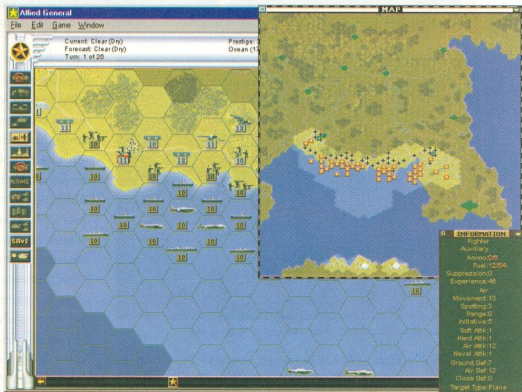 Allied General
File Edit Game Window
Current: Clear (Dry)
Forecast: Clear (Dry)
Turn: 1 of 26
Prestige:
Ocean (17
MAP
NAME
SAVE
INFORMATION
Fighter
Auxiliary
Ammo:0/8
Suppression:0
Experience:46
Air
Movement:13
Spotting:3
Range:0
Initiative:5
Soft Attk:1
Hard Attk:1
Air Attk:12
Naval Attk:1
Ground Def:7
Air Def:12
Close Def:0
Target Type:Plane